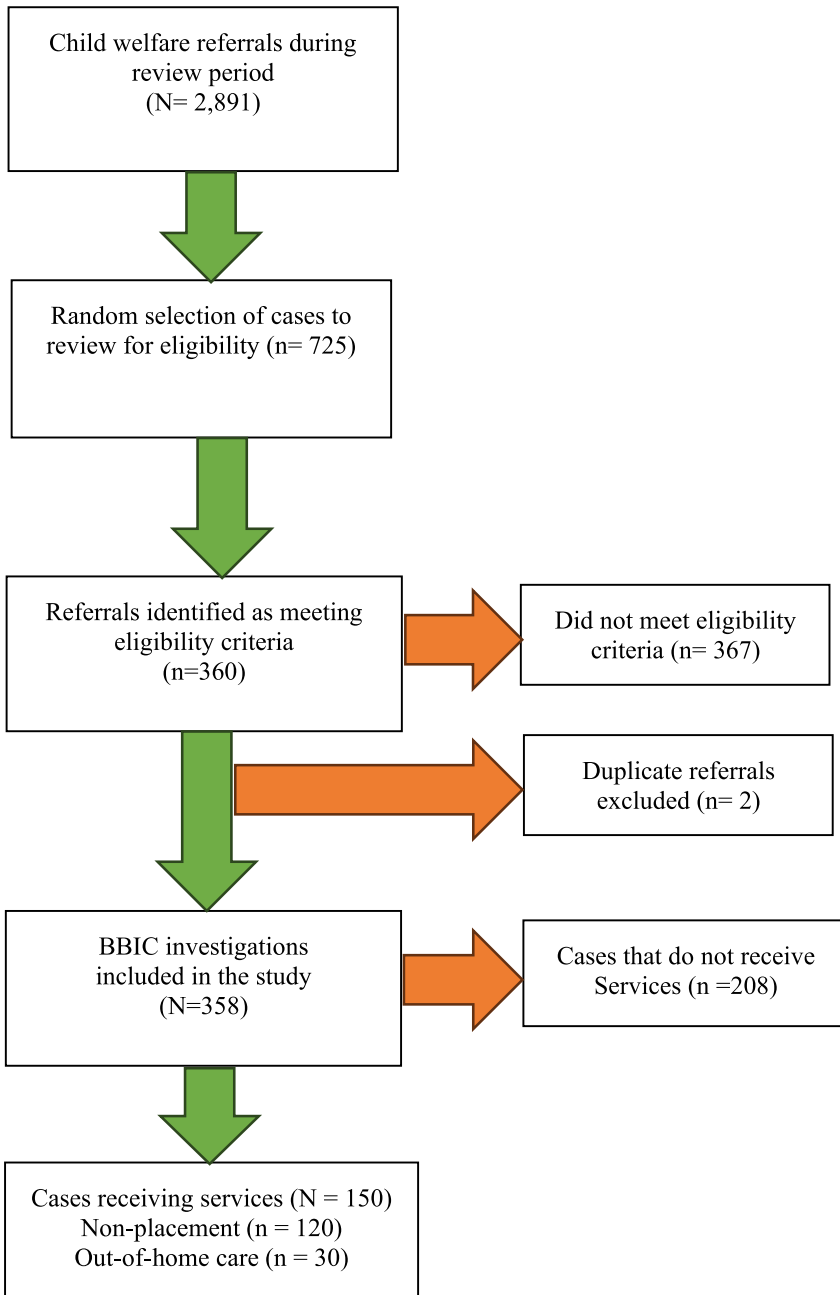 Child welfare referrals during
review period
(N= 2,891)
Random selection of cases to
review for eligibility (n= 725)
Referrals identified as meeting
eligibility criteria
(n=360)
Did not meet eligibility
criteria (n= 367)
Duplicate referrals
excluded (n= 2)
BBIC investigations
included in the study
(N=358)
Cases that do not receive
Services (n =208)
Cases receiving services (N = 150)
Non-placement (n = 120)
Out-of-home care (n = 30)